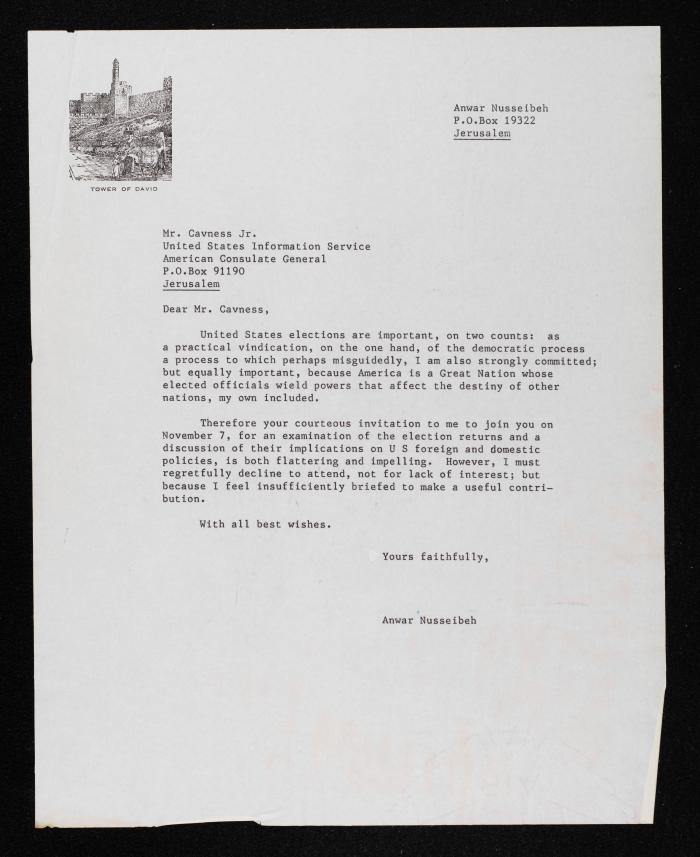 TOWER OF DAVID
Anwar Nusseibeh
P.O.Box 19322
Jerusalem
Mr. Cavness Jr.
United States Information Service
American Consulate General
P.O.Box 91190
Jerusalem
Dear Mr. Cavness,
United States elections are important, on two counts: as
a practical vindication, on the one hand, of the democratic process
a process to which perhaps misguidedly, I am also strongly committed;
but equally important, because America is a Great Nation whose
elected officials wield powers that affect the destiny of other
nations, my own included.
Therefore your courteous invitation to me to join you on
November 7, for an examination of the election returns and a
discussion of their implications on U S foreign and domestic
policies, is both flattering and impelling. However, I must
regretfully decline to attend, not for lack of interest; but
because I feel insufficiently briefed to make a useful contri-
bution.
With all best wishes.
Yours faithfully,
Anwar Nusseibeh